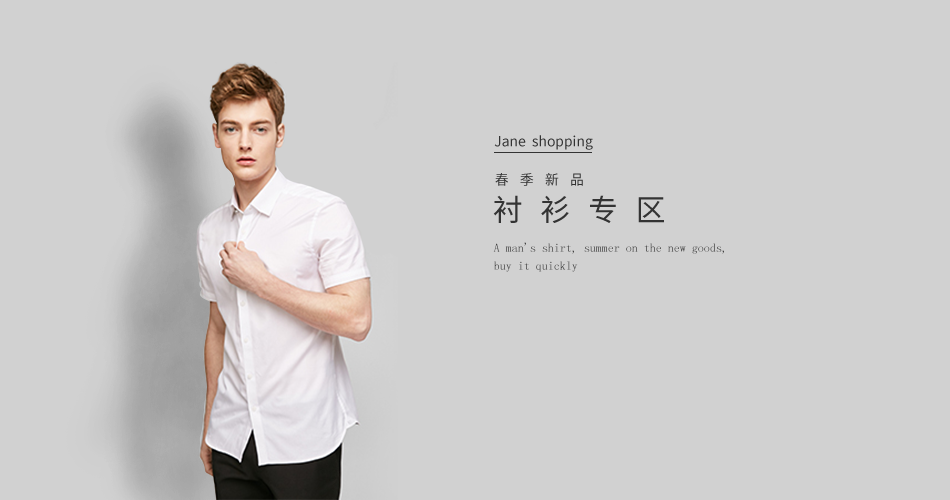 Jane shopping
春季新品
衬衫专区
A man's shirt, summer on the new goods,
buy it quickly